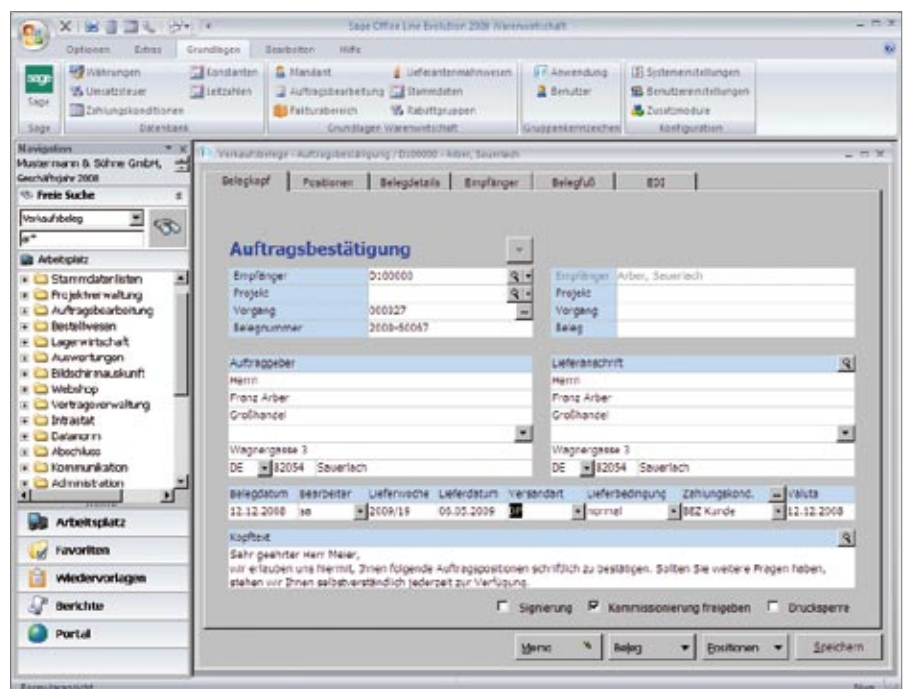 Sage Office Line Evolution 2008 Warenwirtschaft
Optionen Extras Grundlagen Bearbeiten Hilfe
sage Währungen Konstanten Mandant Lieferantenmahnwesen Anwendung Systemeinstellungen
Umsatzsteuer Leitzahlen Auftragsbearbeitung Stammdaten Benutzer Benutzereinstellungen
Sage Zahlungskonditionen Fakturabereich Rabattgruppen Zusatzmodule
Sage Datenbank Grundlagen Warenwirtschaft Gruppenkennzeichen Konfiguration
Navigation
Mustermann & Söhne GmbH,
Geschäftsjahr 2008
Freie Suche
Verkaufsbeleg
Arbeitsplatz
Stammdatenlisten
Projektverwaltung
Auftragsbearbeitung
Bestellwesen
Lagerwirtschaft
Auswertungen
Bildschirmauskunft
Webshop
Vertragsverwaltung
Intrastat
Datanorm
Abschluss
Kommunikation
Administration
Arbeitsplatz
Favoriten
Wiedervorlagen
Berichte
Portal
Verkaufsbelege - Auftragsbestätigung / D100000 - Arber, Sauerlach
Belegkopf Positionen Belegdetails Empfänger Belegfuß EDI
Auftragsbestätigung
Empfänger D100000 Empfänger Arber, Sauerlach
Projekt Projekt
Vorgang 000327 Vorgang
Belegnummer Beleg
Auftraggeber Lieferanschrift
Herrn Herrn
Franz Arber Franz Arber
Großhandel Großhandel
Wagnergasse 3 Wagnergasse 3
DE 82054 Sauerlach DE 82054 Sauerlach
Belegdatum Bearbeiter Lieferwoche Lieferdatum Versandart Lieferbedingung Zahlungskond. Valuta
12.12.2008 sa 2009/19 normal BEZ Kunde 12.12.2008
Kopftext
Sehr geehrter Herr Meier,
wir erlauben uns hiermit, Ihnen folgende Auftragspositionen schriftlich zu bestätigen. Sollten Sie weitere Fragen haben,
stehen wir Ihnen selbstverständlich jederzeit zur Verfügung.
Signierung Kommissionierung freigeben Drucksperre
Memo Beleg Positionen Speichern
Formularansicht Num